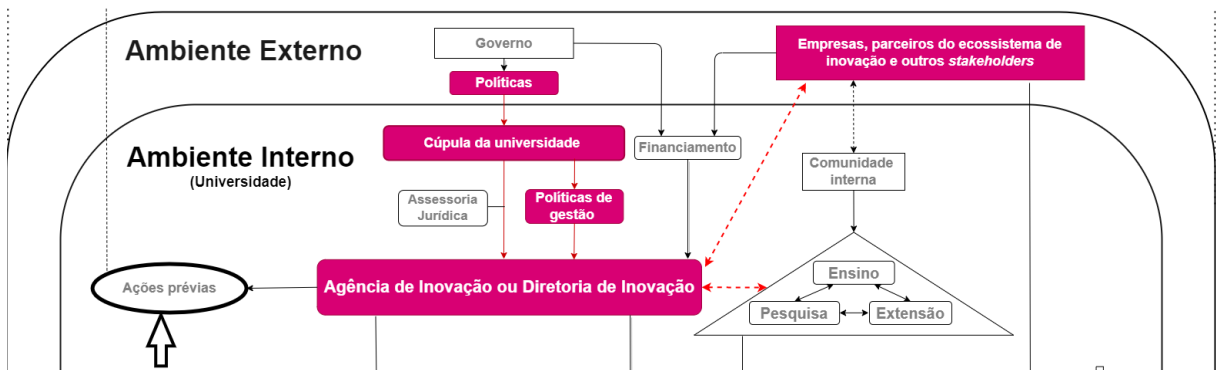 Ambiente Externo
Governo
Empresas, parceiros do ecossistema de
inovação e outros stakeholders
Políticas
Cúpula da universidade
Financiamento
Ambiente Interno
(Universidade)
Comunidade
interna
Assessoria
Jurídica
Políticas de
gestão
Ações prévias
Agência de Inovação ou Diretoria de Inovação
Ensino
Pesquisa
Extensão